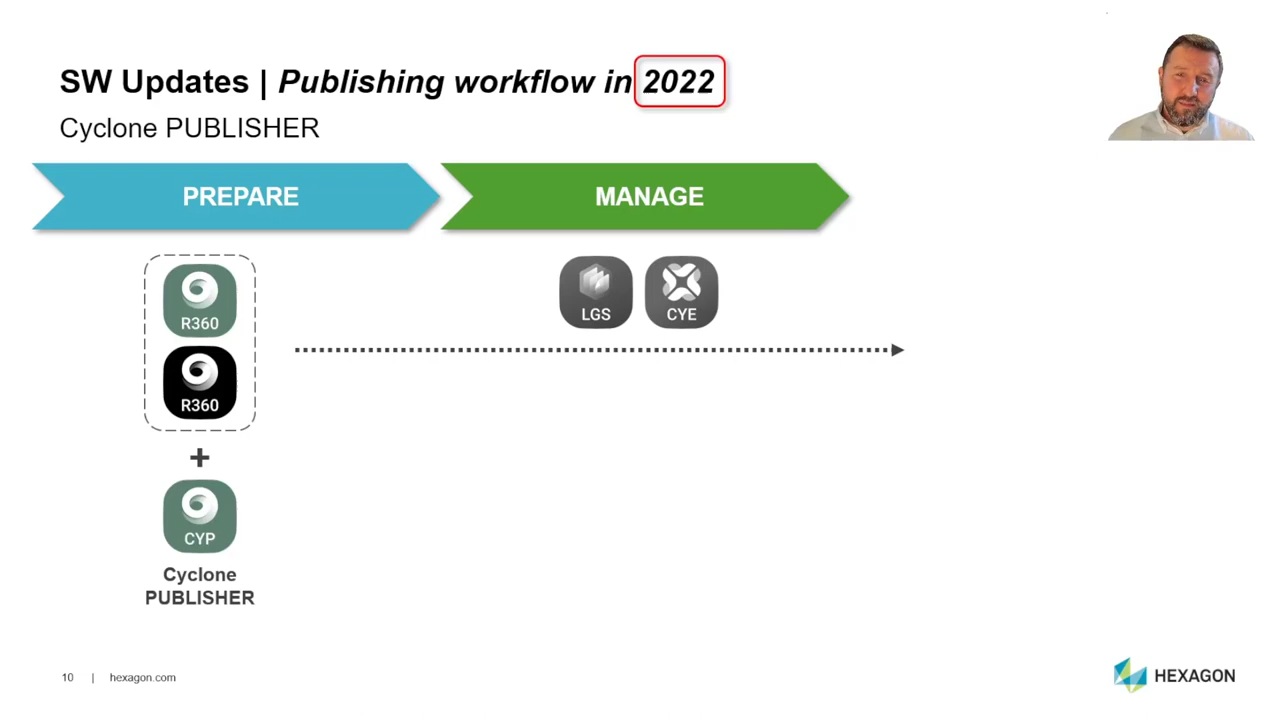 SW Updates | Publishing workflow in 2022
Cyclone PUBLISHER
PREPARE
MANAGE
R360
R360
+
CYP
Cyclone
PUBLISHER
LGS
CYE
10 | hexagon.com
HEXAGON